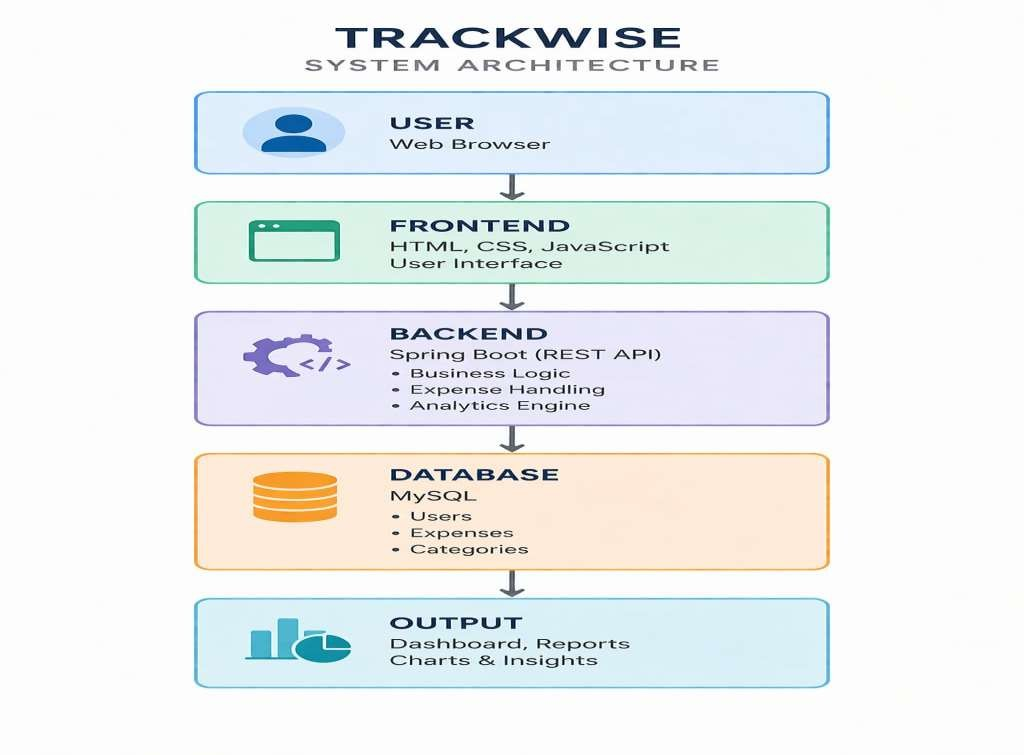 TRACKWISE
SYSTEM ARCHITECTURE
USER
Web Browser
FRONTEND
HTML, CSS, JavaScript
User Interface
BACKEND
</>
Spring Boot (REST API)
• Business Logic
• Expense Handling
• Analytics Engine
DATABASE
MySQL
• Users
• Expenses
• Categories
OUTPUT
Dashboard, Reports
Charts & Insights